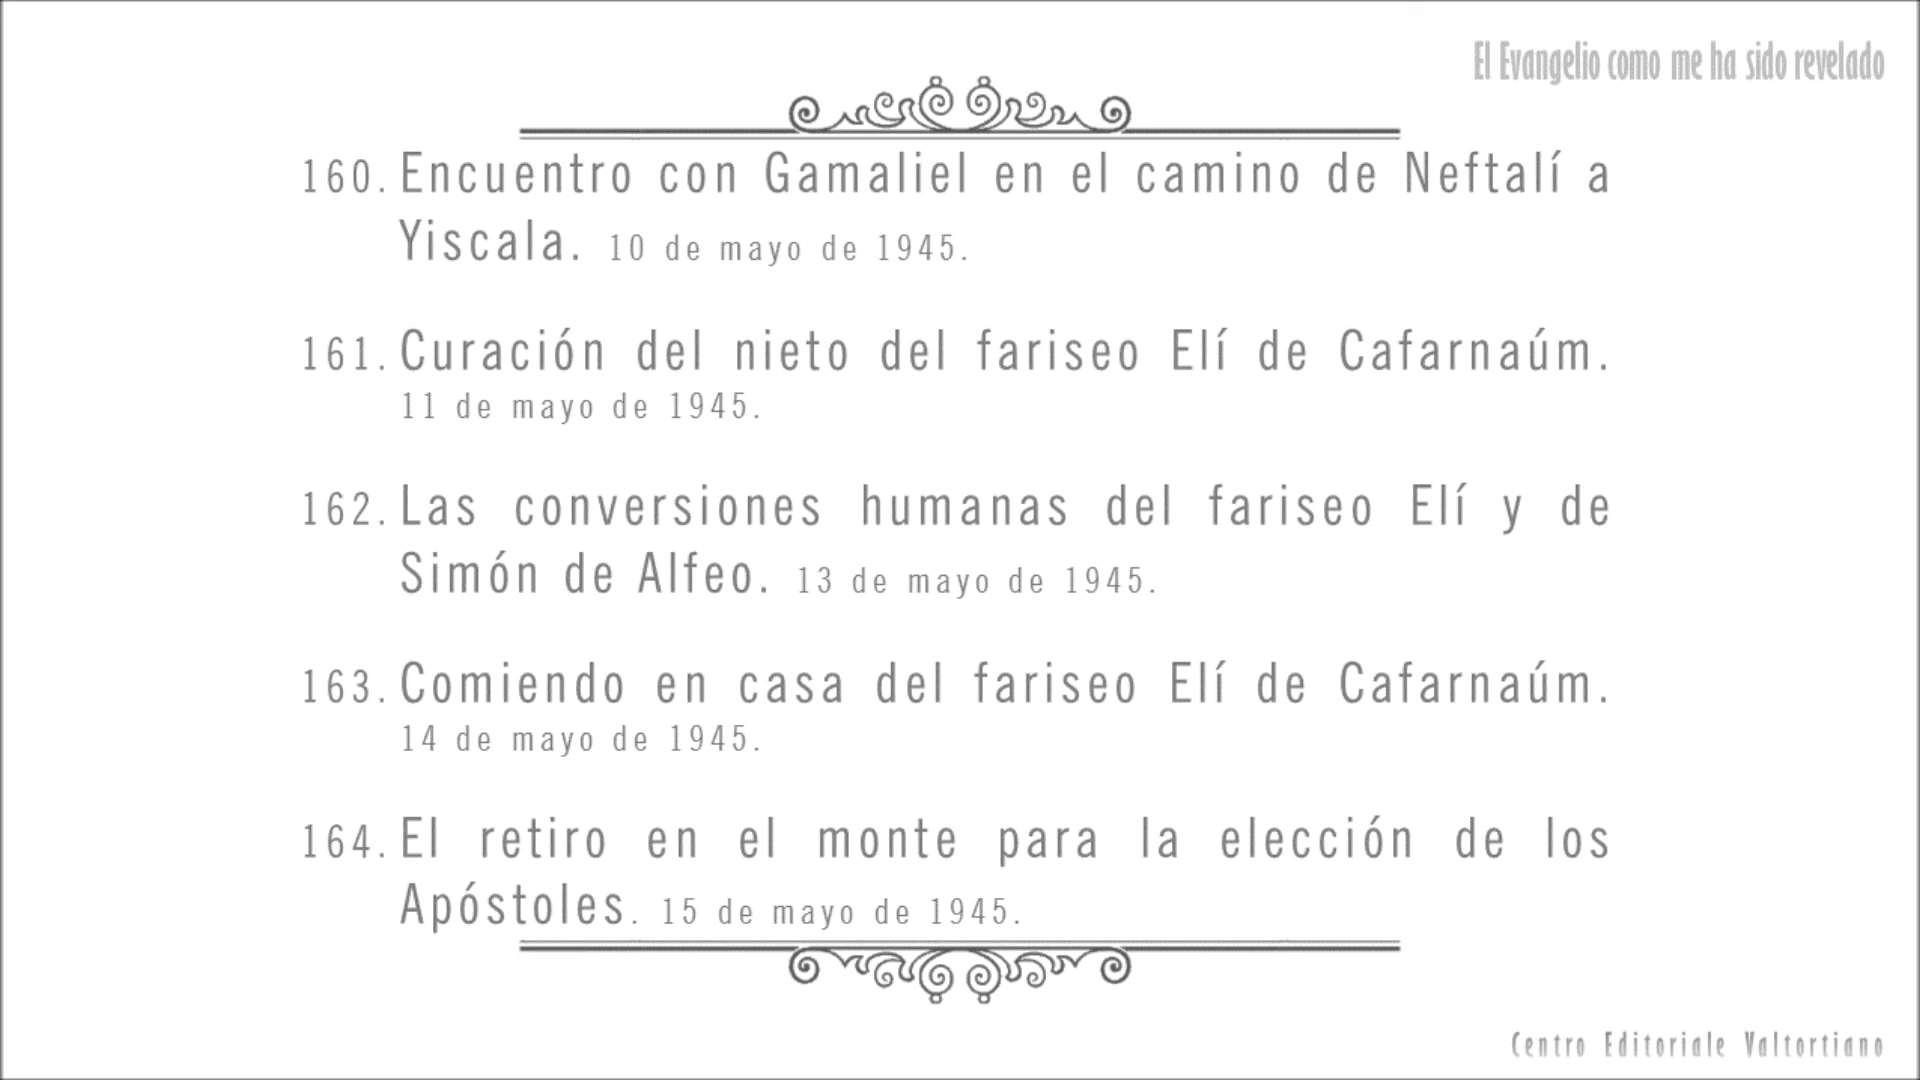 El Evangelio como me ha sido revelado
160. Encuentro con Gamaliel en el camino de Neftalí a
Yiscala. 10 de mayo de 1945.
161. Curación del nieto del fariseo Elí de Cafarnaúm.
11 de mayo de 1945.
162. Las conversiones humanas del fariseo Elí y de
Simón de Alfeo. 13 de mayo de 1945.
163. Comiendo en casa del fariseo Elí de Cafarnaúm.
14 de mayo de 1945.
164. El retiro en el monte para la elección de los
Apóstoles. 15 de mayo de 1945.
Centro Editoriale Valtortiano